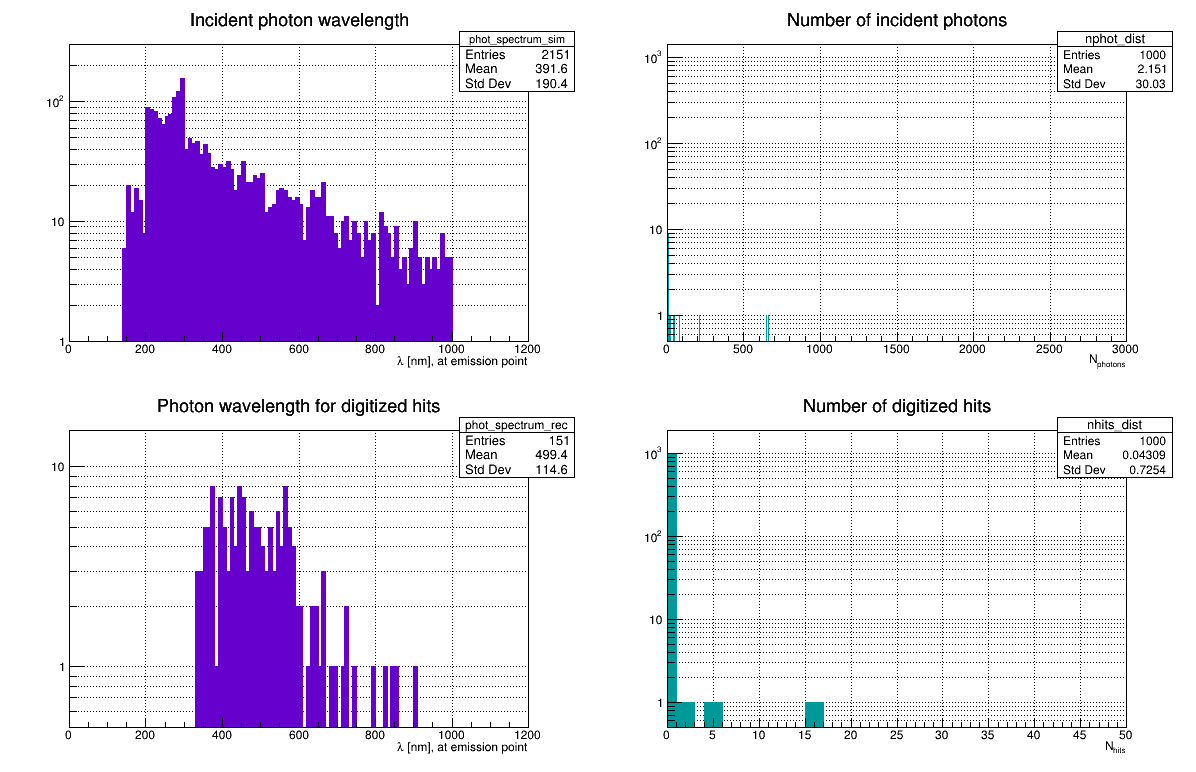 Incident photon wavelength
phot_spectrum_sim
Entries 2151
Mean 391.6
Std Dev 190.4
10²
10
1
0 200 400 600 800 1000 1200
λ [nm], at emission point
Number of incident photons
nphot_dist
Entries 1000
Mean 2.151
Std Dev 30.03
10³
10²
10
1
0 500 1000 1500 2000 2500 3000
Nphotons
Photon wavelength for digitized hits
phot_spectrum_rec
Entries 151
Mean 499.4
Std Dev 114.6
10
1
0 200 400 600 800 1000 1200
λ [nm], at emission point
Number of digitized hits
nhits_dist
Entries 1000
Mean 0.04309
Std Dev 0.7254
10³
10²
10
1
0 5 10 15 20 25 30 35 40 45 50
Nhits